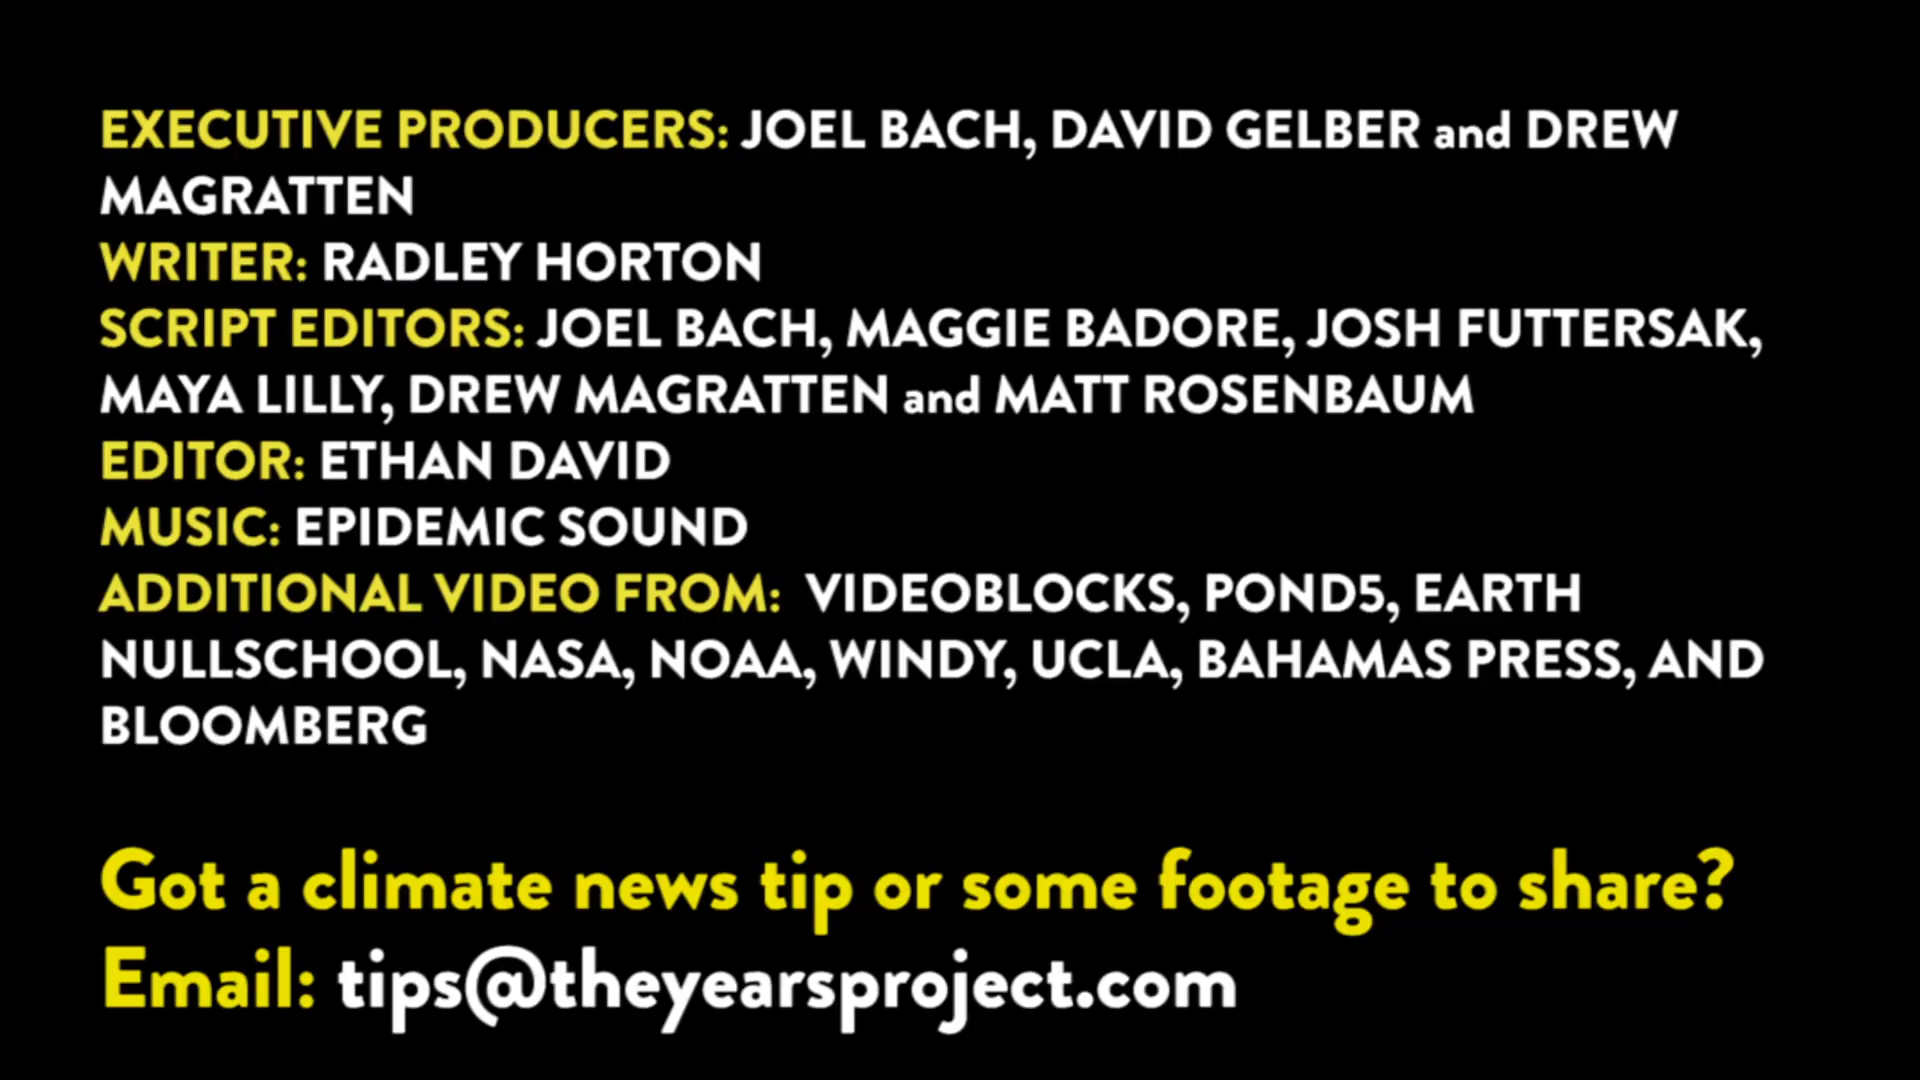 EXECUTIVE PRODUCERS: JOEL BACH, DAVID GELBER and DREW
MAGRATTEN
WRITER: RADLEY HORTON
SCRIPT EDITORS: JOEL BACH, MAGGIE BADORE, JOSH FUTTERSAK,
MAYA LILLY, DREW MAGRATTEN and MATT ROSENBAUM
EDITOR: ETHAN DAVID
MUSIC: EPIDEMIC SOUND
ADDITIONAL VIDEO FROM: VIDEOBLOCKS, POND5, EARTH
NULLSCHOOL, NASA, NOAA, WINDY, UCLA, BAHAMAS PRESS, AND
BLOOMBERG
Got a climate news tip or some footage to share?
Email: tips@theyearsproject.com